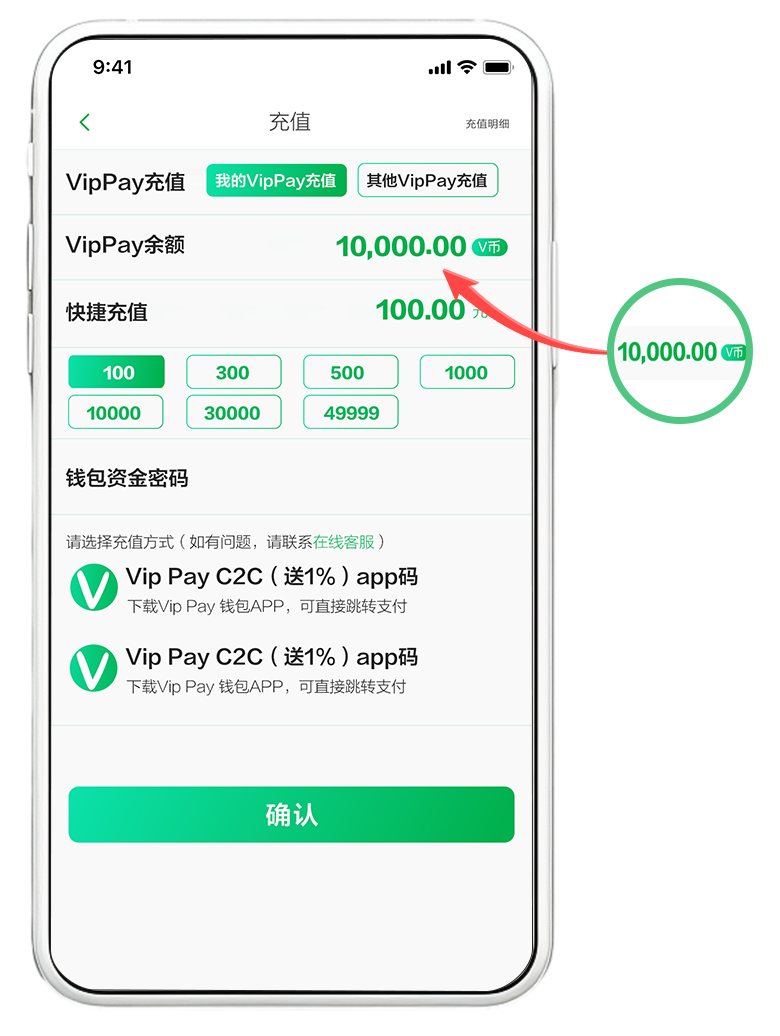 9:41
充值
充值明细
VipPay充值
我的VipPay充值
其他VipPay充值
VipPay余额
10,000.00 V币
快捷充值
100.00 元
10,000.00 V币
100
300
500
1000
10000
30000
49999
钱包资金密码
请选择充值方式（如有问题，请联系在线客服）
Vip Pay C2C（送1%）app码
下载Vip Pay 钱包APP，可直接跳转支付
Vip Pay C2C（送1%）app码
下载Vip Pay 钱包APP，可直接跳转支付
确认